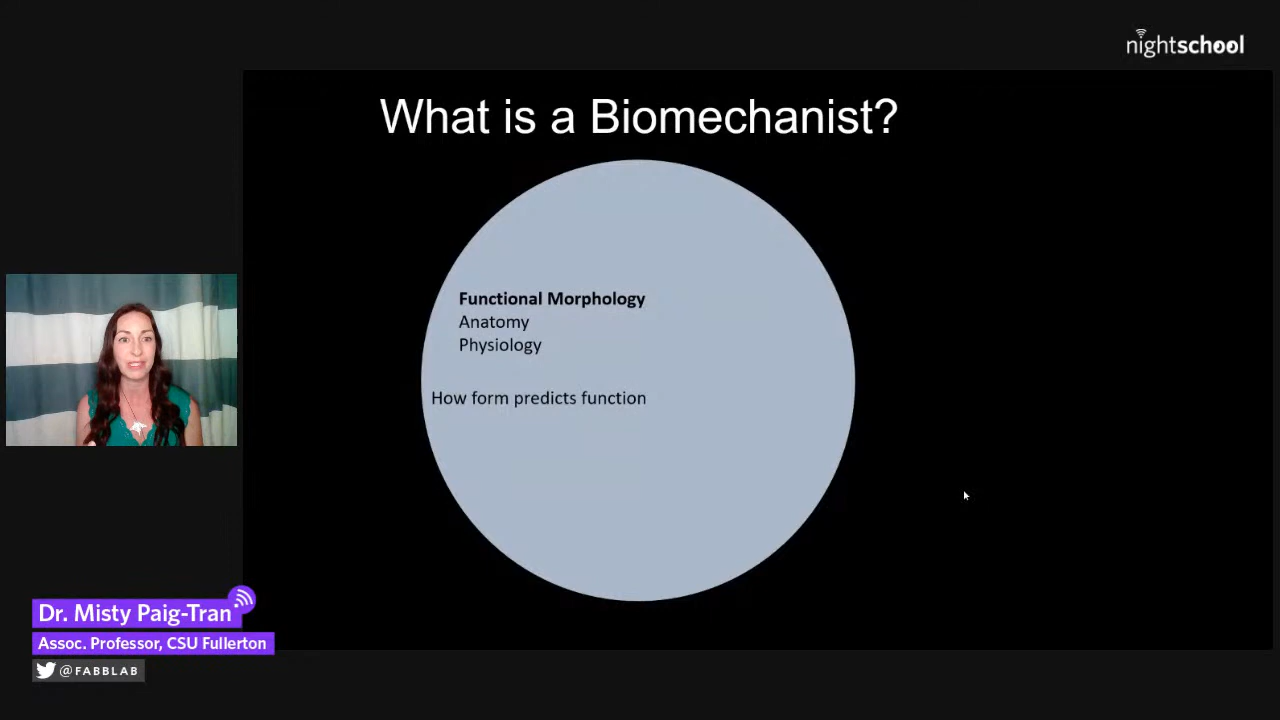 nightschool
What is a Biomechanist?
Functional Morphology
Anatomy
Physiology
How form predicts function
Dr. Misty Paig-Tran
Assoc. Professor, CSU Fullerton
@FABBLAB